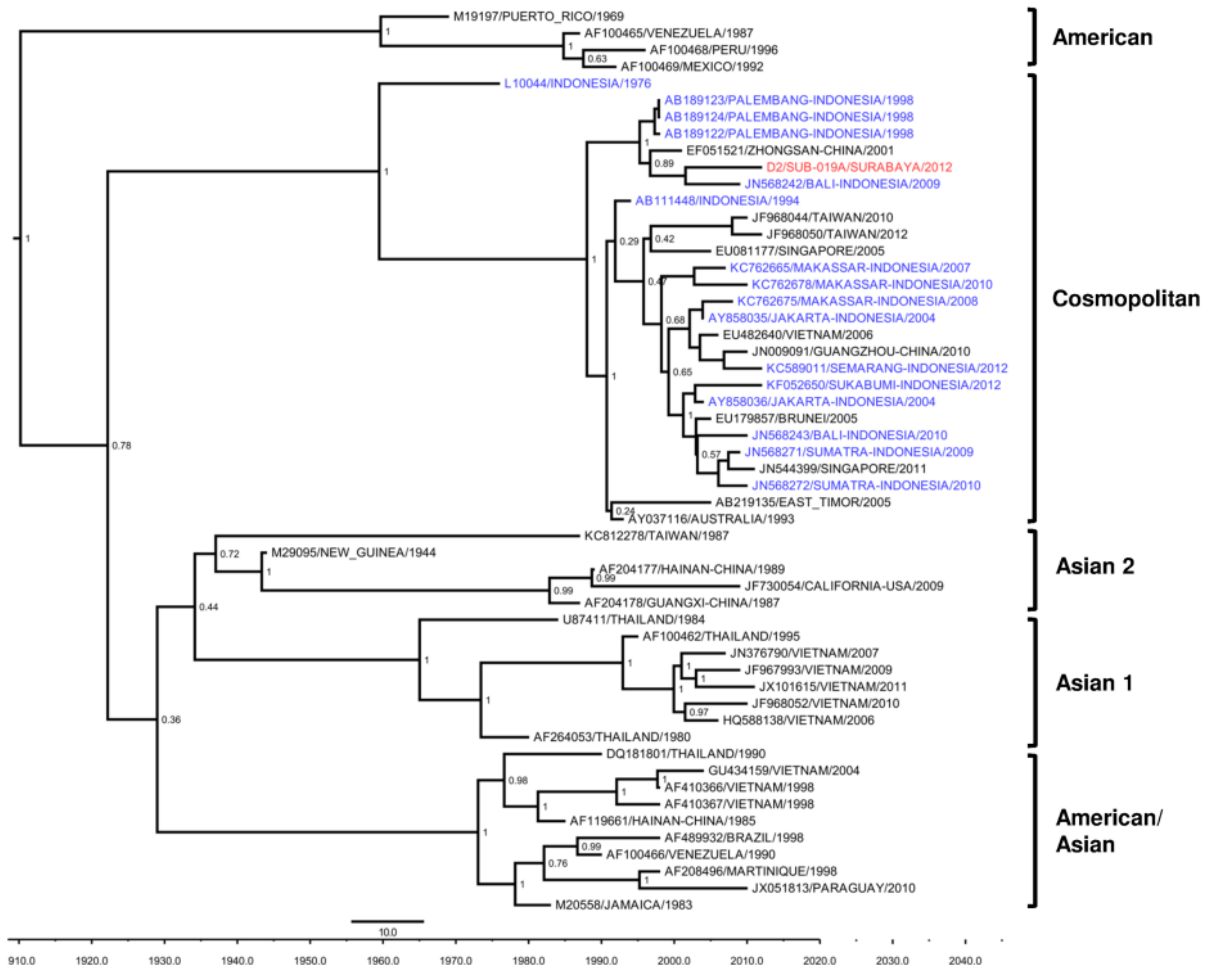 M19197/PUERTO_RICO/1969
1
AF100465/VENEZUELA/1987
American
1
AF100468/PERU/1996
0.63
AF100469/MEXICO/1992
L10044/INDONESIA/1976
AB189123/PALEMBANG-INDONESIA/1998
AB189124/PALEMBANG-INDONESIA/1998
AB189122/PALEMBANG-INDONESIA/1998
1
EF051521/ZHONGSAN-CHINA/2001
0.89
D2/SUB-019A/SURABAYA/2012
1
JN568242/BALI-INDONESIA/2009
AB111448/INDONESIA/1994
JF968044/TAIWAN/2010
1
0.29
0.42
JF968050/TAIWAN/2012
EU081177/SINGAPORE/2005
1
KC762665/MAKASSAR-INDONESIA/2007
0.47
KC762678/MAKASSAR-INDONESIA/2010
Cosmopolitan
KC762675/MAKASSAR-INDONESIA/2008
0.68
AY858035/JAKARTA-INDONESIA/2004
EU482640/VIETNAM/2006
JN009091/GUANGZHOU-CHINA/2010
0.65
KC589011/SEMARANG-INDONESIA/2012
1
KF052650/SUKABUMI-INDONESIA/2012
AY858036/JAKARTA-INDONESIA/2004
1
EU179857/BRUNEI/2005
JN568243/BALI-INDONESIA/2010
0.78
0.57
JN568271/SUMATRA-INDONESIA/2009
JN544399/SINGAPORE/2011
JN568272/SUMATRA-INDONESIA/2010
AB219135/EAST_TIMOR/2005
0.24
AY037116/AUSTRALIA/1993
KC812278/TAIWAN/1987
0.72
M29095/NEW_GUINEA/1944
Asian 2
1
AF204177/HAINAN-CHINA/1989
0.99
JF730054/CALIFORNIA-USA/2009
0.99
AF204178/GUANGXI-CHINA/1987
0.44
U87411/THAILAND/1984
AF100462/THAILAND/1995
JN376790/VIETNAM/2007
1
1
1
JF967993/VIETNAM/2009
1
Asian 1
1
JX101615/VIETNAM/2011
1
JF968052/VIETNAM/2010
0.97
HQ588138/VIETNAM/2006
0.36
AF264053/THAILAND/1980
DQ181801/THAILAND/1990
GU434159/VIETNAM/2004
0.98
1
AF410366/VIETNAM/1998
1
AF410367/VIETNAM/1998
1
AF119661/HAINAN-CHINA/1985
American/
Asian
1
AF489932/BRAZIL/1998
0.99
AF100466/VENEZUELA/1990
0.76
AF208496/MARTINIQUE/1998
1
JX051813/PARAGUAY/2010
1
M20558/JAMAICA/1983
10.0
910.0 1920.0 1930.0 1940.0 1950.0 1960.0 1970.0 1980.0 1990.0 2000.0 2010.0 2020.0 2030.0 2040.0